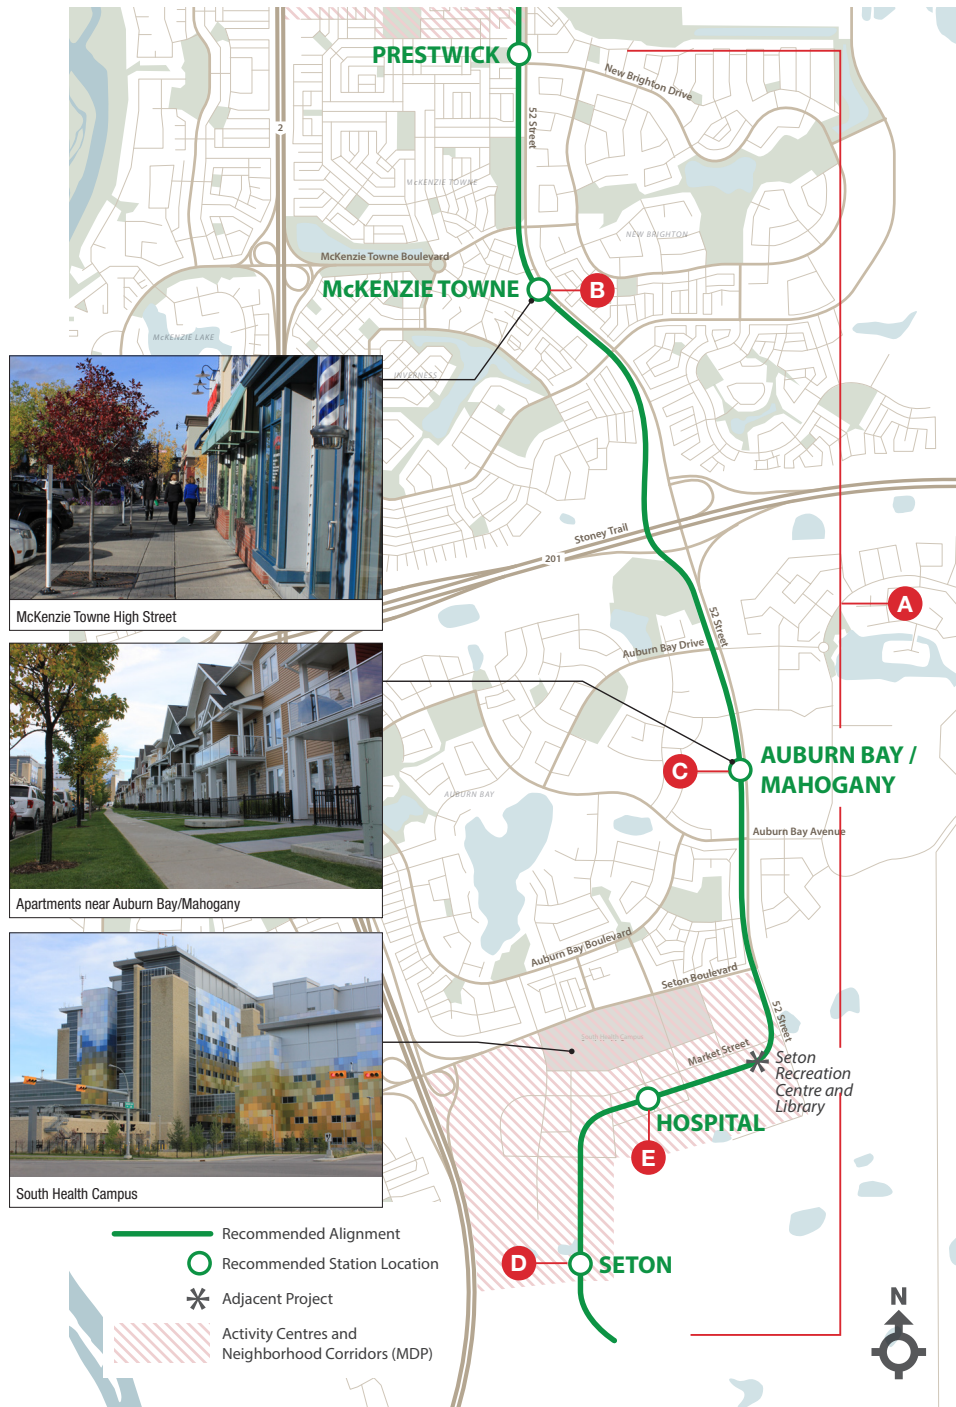 PRESTWICK
New Brighton Drive
52 Street
2
McKENZIE TOWNE
NEW BRIGHTON
McKenzie Towne Boulevard
McKENZIE TOWNE
B
McKENZIE LAKE
INVERNESS
McKenzie Towne High Street
Stoney Trail
201
A
52 Street
Auburn Bay Drive
AUBURN BAY /
MAHOGANY
C
AUBURN BAY
Auburn Bay Avenue
Apartments near Auburn Bay/Mahogany
Auburn Bay Boulevard
Seton Boulevard
52 Street
South Health Campus
Market Street
Seton
Recreation
Centre and
Library
HOSPITAL
E
South Health Campus
D
SETON
Recommended Alignment
Recommended Station Location
Adjacent Project
Activity Centres and
Neighborhood Corridors (MDP)
N